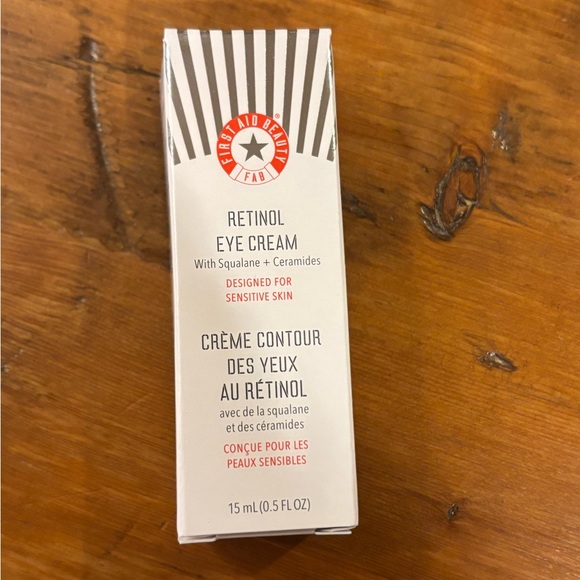 FIRST AID BEAUTY
FAB
RETINOL
EYE CREAM
With Squalane + Ceramides
DESIGNED FOR
SENSITIVE SKIN
CRÈME CONTOUR
DES YEUX
AU RÉTINOL
avec de la squalane
et des céramides
CONÇUE POUR LES
PEAUX SENSIBLES
15 mL (0.5 FL OZ)